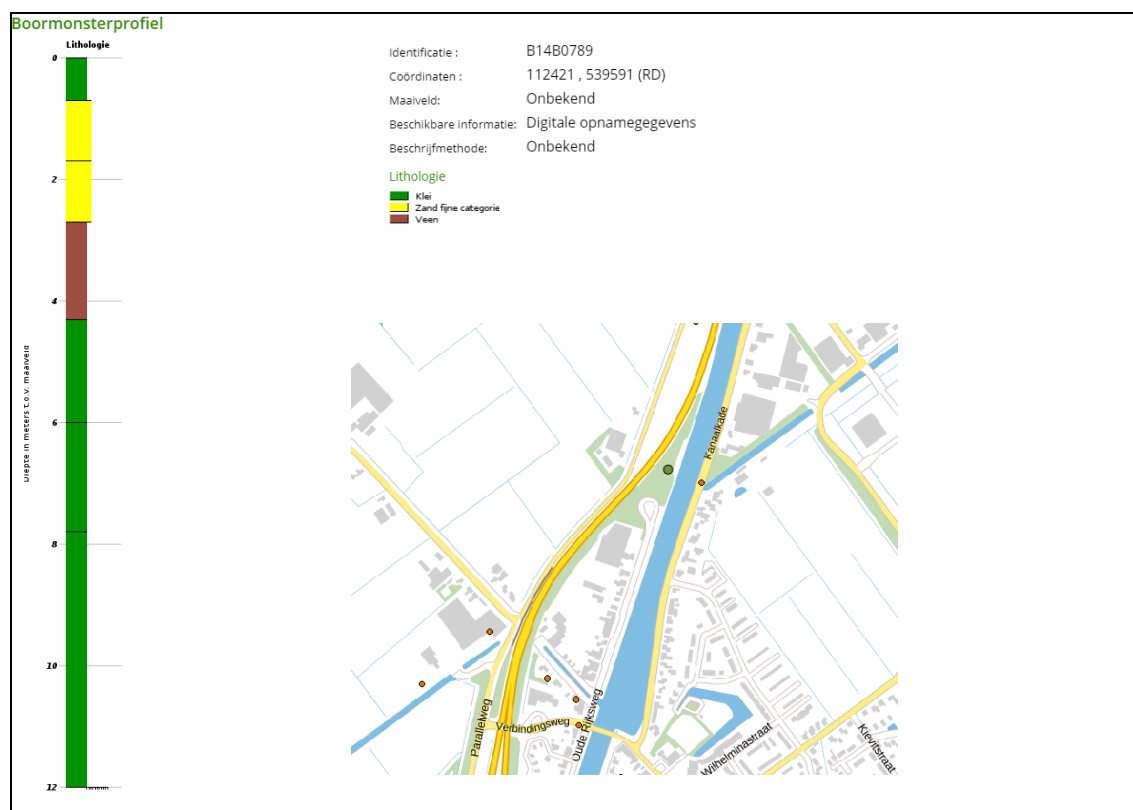 Boormonsterprofiel
Lithologie
0
2
4
6
8
10
12
Diepte in meters t.o.v. maaiveld
Identificatie : B14B0789
Coördinaten : 112421 , 539591 (RD)
Maaiveld: Onbekend
Beschikbare informatie: Digitale opnamegegevens
Beschrijfmethode: Onbekend
Lithologie
Klei
Zand fijne categorie
Veen
Kanaalkade
Parallelweg
Verbindingsweg
Oude Rijksweg
Wilhelminastraat
Kievitstraat